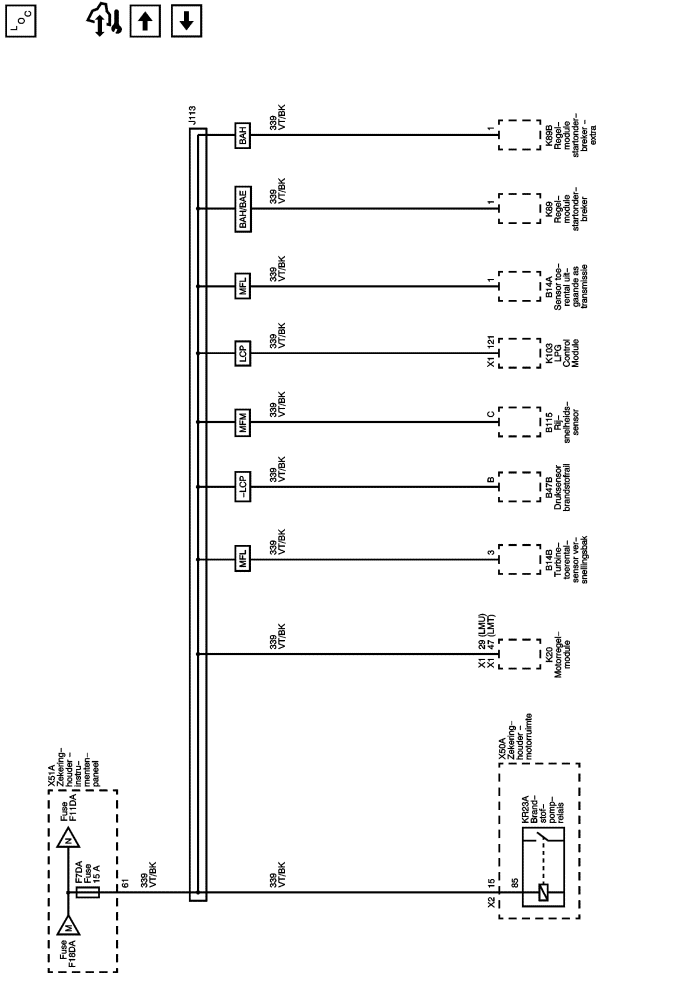 LOC
J113
BAH
339
VT/BK
1
K89B
Regel–
module
startonder–
breker –
extra
BAH/BAE
339
VT/BK
1
K89
Regel–
module
startonder–
breker
MFL
339
VT/BK
1
B14A
Sensor toe–
rental uit–
gaande as
transmissie
LCP
339
VT/BK
X1 121
K103
LPG
Control
Module
MFM
339
VT/BK
C
B115
Rij–
snelheids–
sensor
–LCP
339
VT/BK
B
B47B
Druksensor
brandstofrail
MFL
339
VT/BK
3
B14B
Turbine–
toerental–
sensor ver–
snellingsbak
339
VT/BK
X1 29 (LMU)
X1 47 (LMT)
K20
Motorregel–
module
X51A
Zekering–
houder –
instru–
menten–
paneel
Fuse
F11DA
N
F7DA
Fuse
15 A
M
Fuse
F18DA
61
339
VT/BK
339
VT/BK
X2 15
X50A
Zekering–
houder –
motorruimte
85
KR23A
Brand–
stof–
pomp–
relais